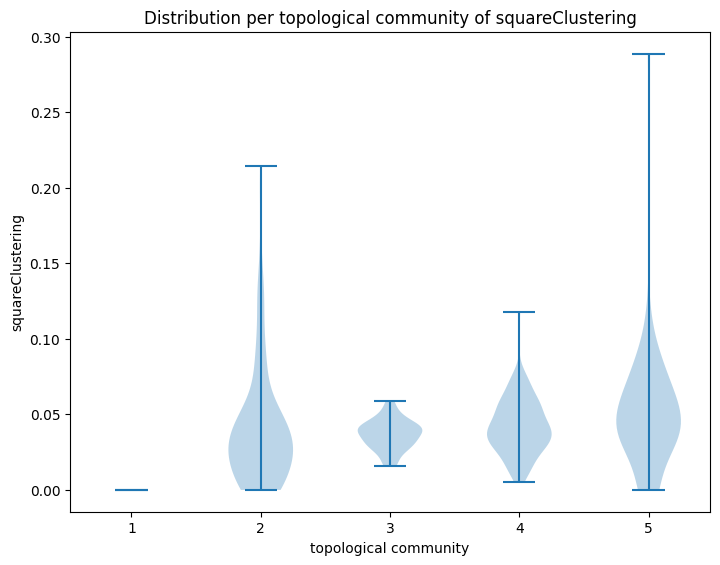 Distribution per topological community of squareClustering
0.30
0.25
0.20
0.15
0.10
0.05
0.00
squareClustering
1 2 3 4 5
topological community